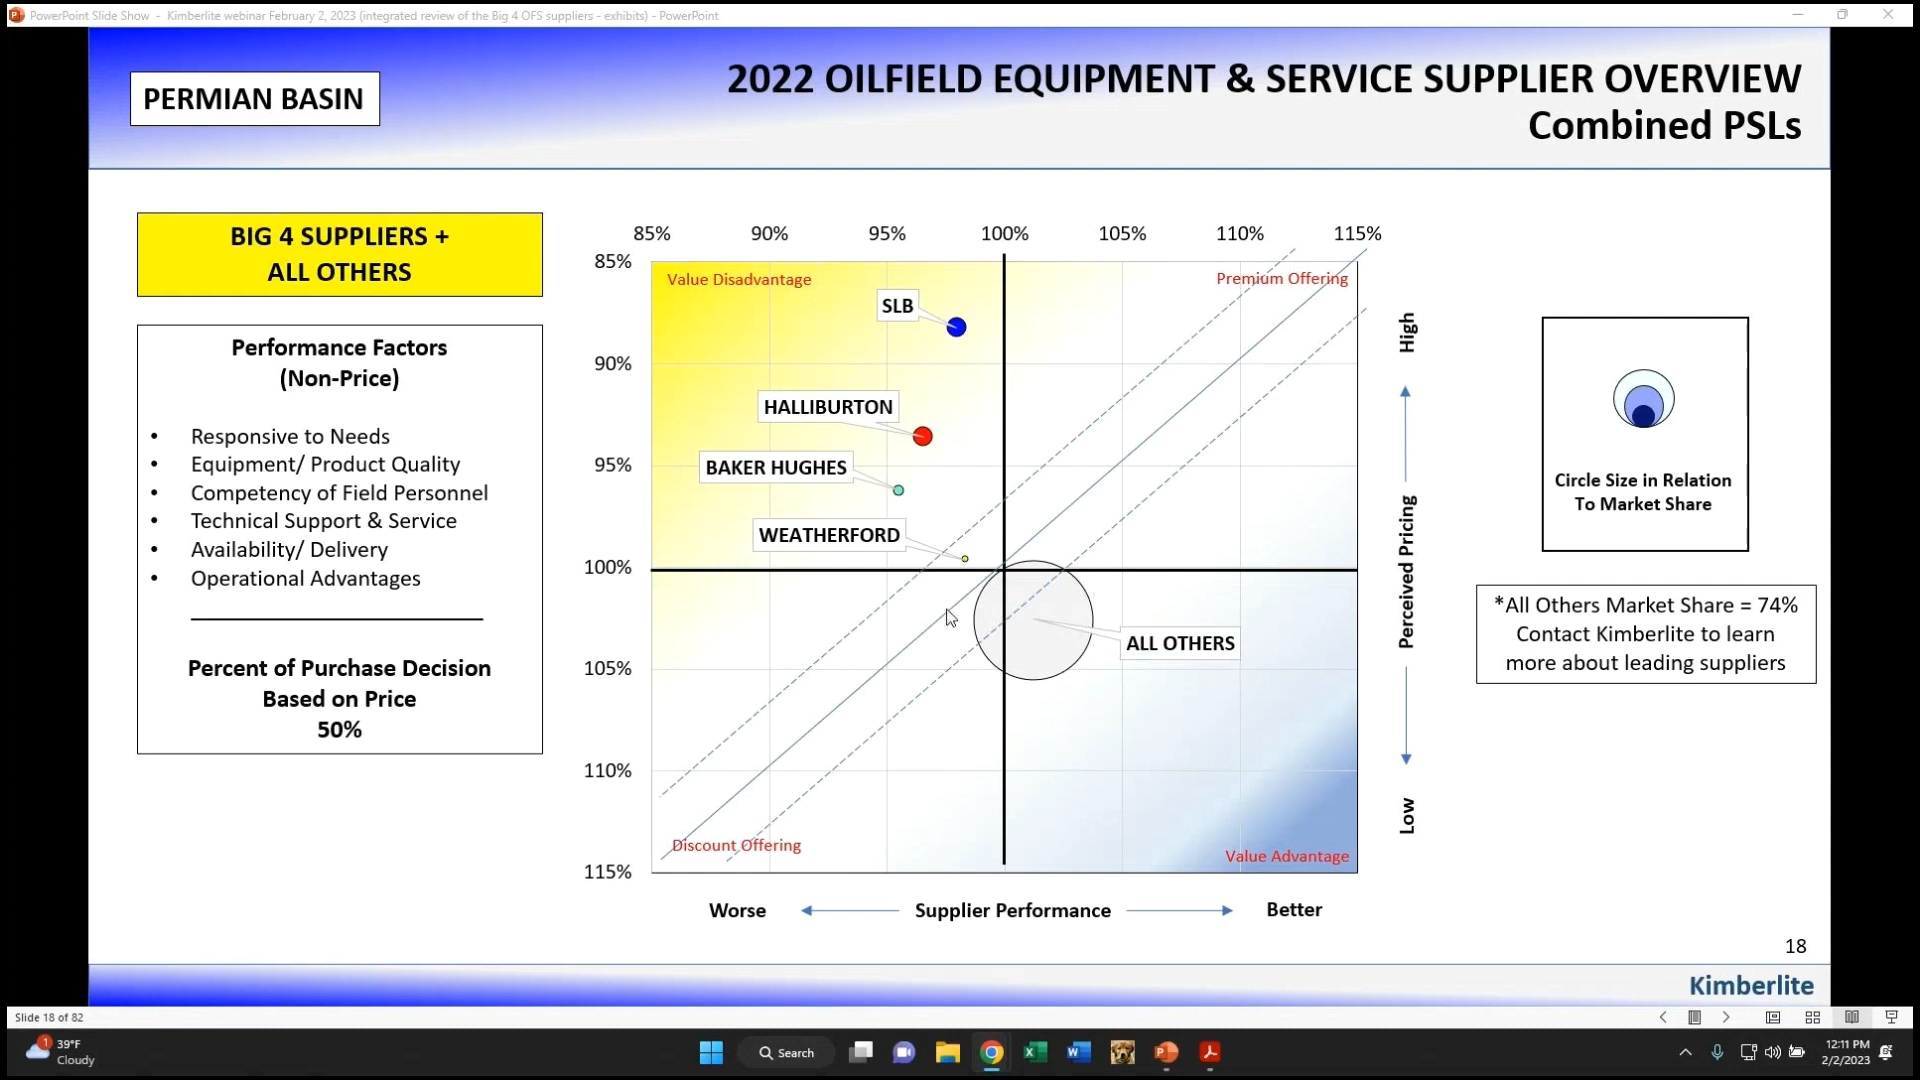 PowerPoint Slide Show - Kimberlite webinar February 2, 2023 (integrated review of the Big 4 OFS suppliers - exhibits) - PowerPoint
PERMIAN BASIN
2022 OILFIELD EQUIPMENT & SERVICE SUPPLIER OVERVIEW
Combined PSLs
BIG 4 SUPPLIERS +
ALL OTHERS
Performance Factors
(Non-Price)
• Responsive to Needs
• Equipment/ Product Quality
• Competency of Field Personnel
• Technical Support & Service
• Availability/ Delivery
• Operational Advantages
Percent of Purchase Decision
Based on Price
50%
85% 90% 95% 100% 105% 110% 115%
85%
Value Disadvantage
Premium Offering
SLB
90%
HALLIBURTON
95%
BAKER HUGHES
WEATHERFORD
100%
ALL OTHERS
105%
110%
Discount Offering
Value Advantage
115%
High
Perceived Pricing
Low
Worse
Supplier Performance
Better
Circle Size in Relation
To Market Share
*All Others Market Share = 74%
Contact Kimberlite to learn
more about leading suppliers
18
Kimberlite
Slide 18 of 82
1
39°F
Cloudy
Search
12:11 PM
2/2/2023